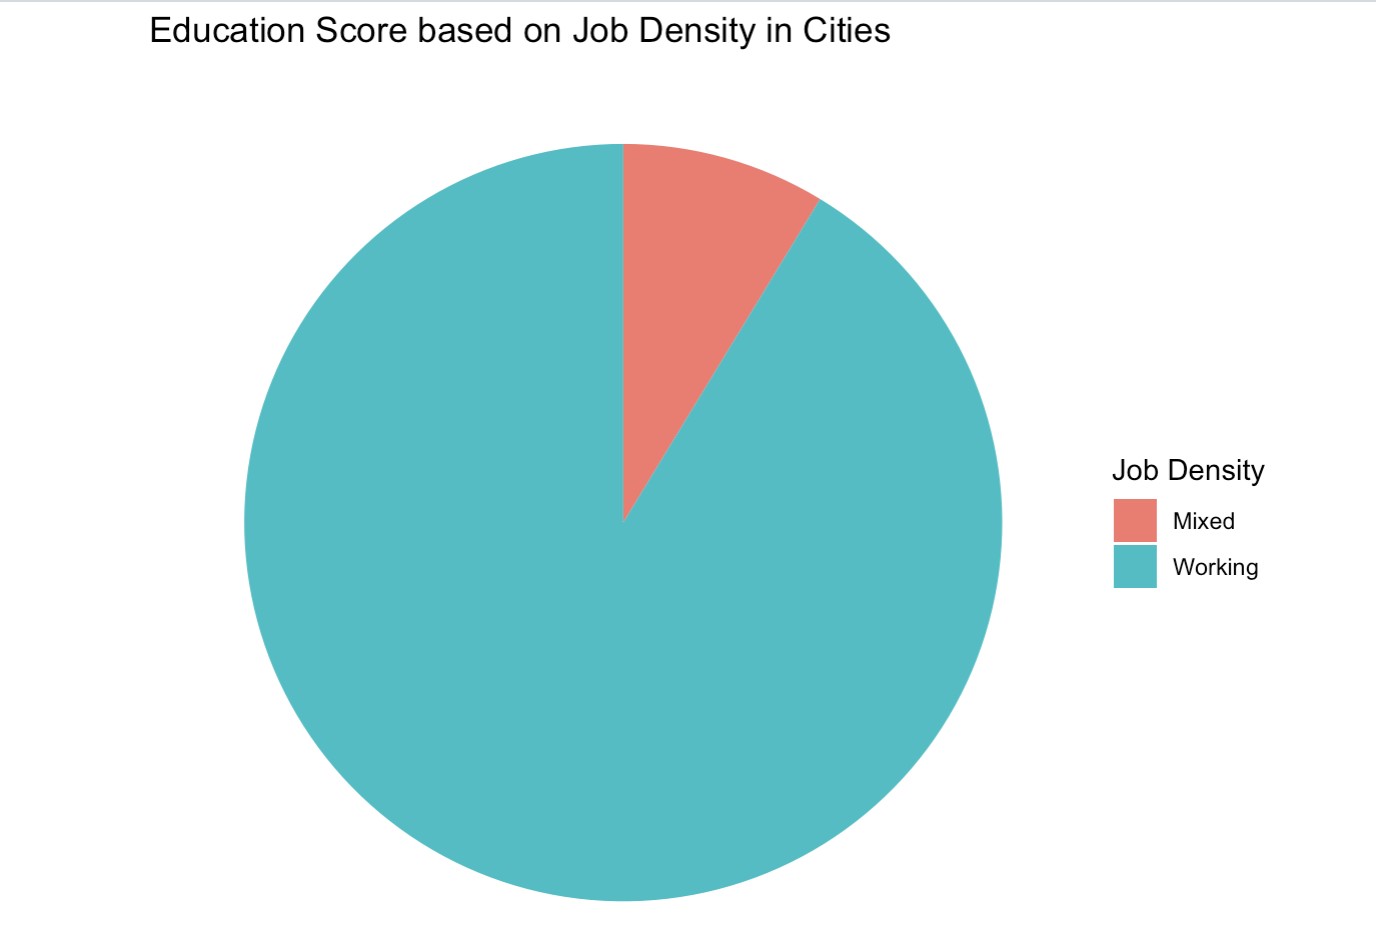 Education Score based on Job Density in Cities
Job Density
Mixed
Working